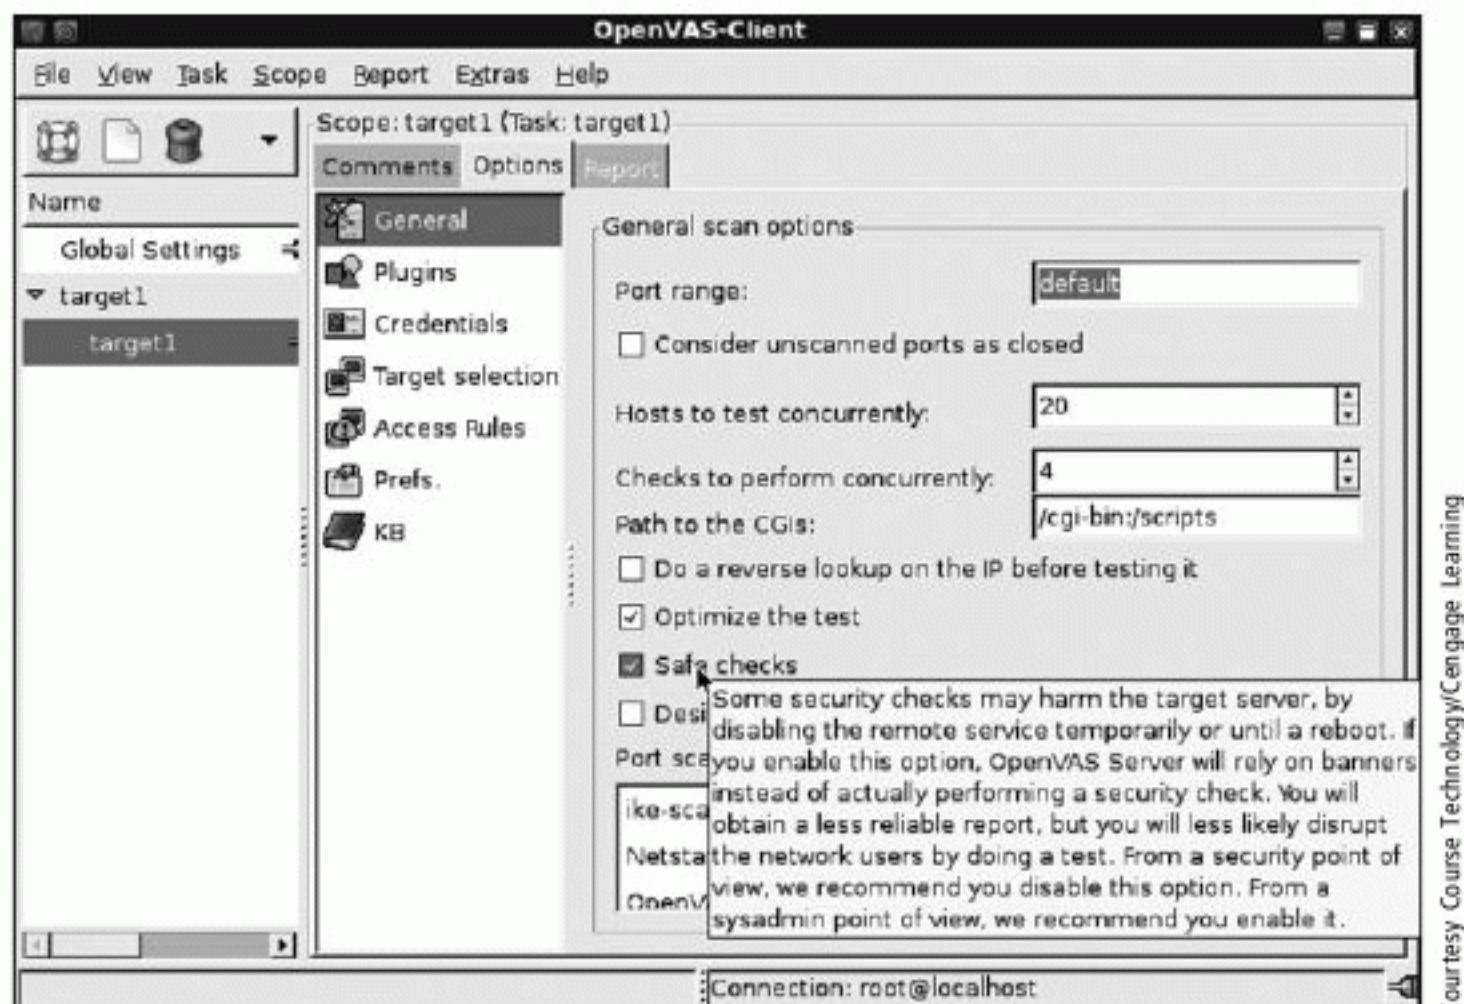 OpenVAS-Client
File View Task Scope Report Extras Help
Scope: target1 (Task: target1)
Comments Options Report
Name
Global Settings
target1
target1
General
Plugins
Credentials
Target selection
Access Rules
Prefs.
KB
General scan options
Port range: default
Consider unscanned ports as closed
Hosts to test concurrently: 20
Checks to perform concurrently: 4
Path to the CGIs: /cgi-bin:/scripts
Do a reverse lookup on the IP before testing it
Optimize the test
Safe checks
Desi
Port sca
ike-sca
Netsta
OpenV
Some security checks may harm the target server, by
disabling the remote service temporarily or until a reboot. If
you enable this option, OpenVAS Server will rely on banners
instead of actually performing a security check. You will
obtain a less reliable report, but you will less likely disrupt
the network users by doing a test. From a security point of
view, we recommend you disable this option. From a
sysadmin point of view, we recommend you enable it.
Connection: root@localhost
ourtesy Course Technology/Cengage Learning